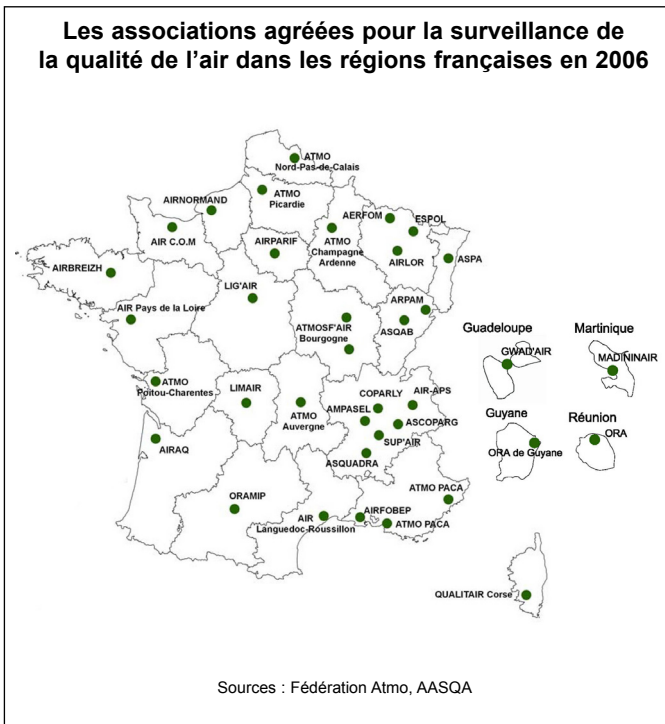 Les associations agréées pour la surveillance de
la qualité de l'air dans les régions françaises en 2006
ATMO
Nord-Pas-de-Calais
AIRNORMAND
ATMO
Picardie
AERFOM
ESPOL
AIR C.O.M
AIRPARIF
ATMO
Champagne
Ardenne
AIRLOR
ASPA
AIRBREIZH
LIG'AIR
ARPAM
AIR Pays de la Loire
ATMOSF'AIR
Bourgogne
ASQAB
Guadeloupe
Martinique
GWAD'AIR
MADININAIR
ATMO
Poitou-Charentes
LIMAIR
ATMO
Auvergne
COPARLY
AIR-APS
AMPASEL
ASCOPARG
SUP'AIR
ASQUADRA
Guyane
Réunion
ORA de Guyane
ORA
AIRAQ
ORAMIP
AIR
Languedoc-Roussillon
AIRFOBEP
ATMO PACA
ATMO PACA
QUALITAIR Corse
Sources : Fédération Atmo, AASQA